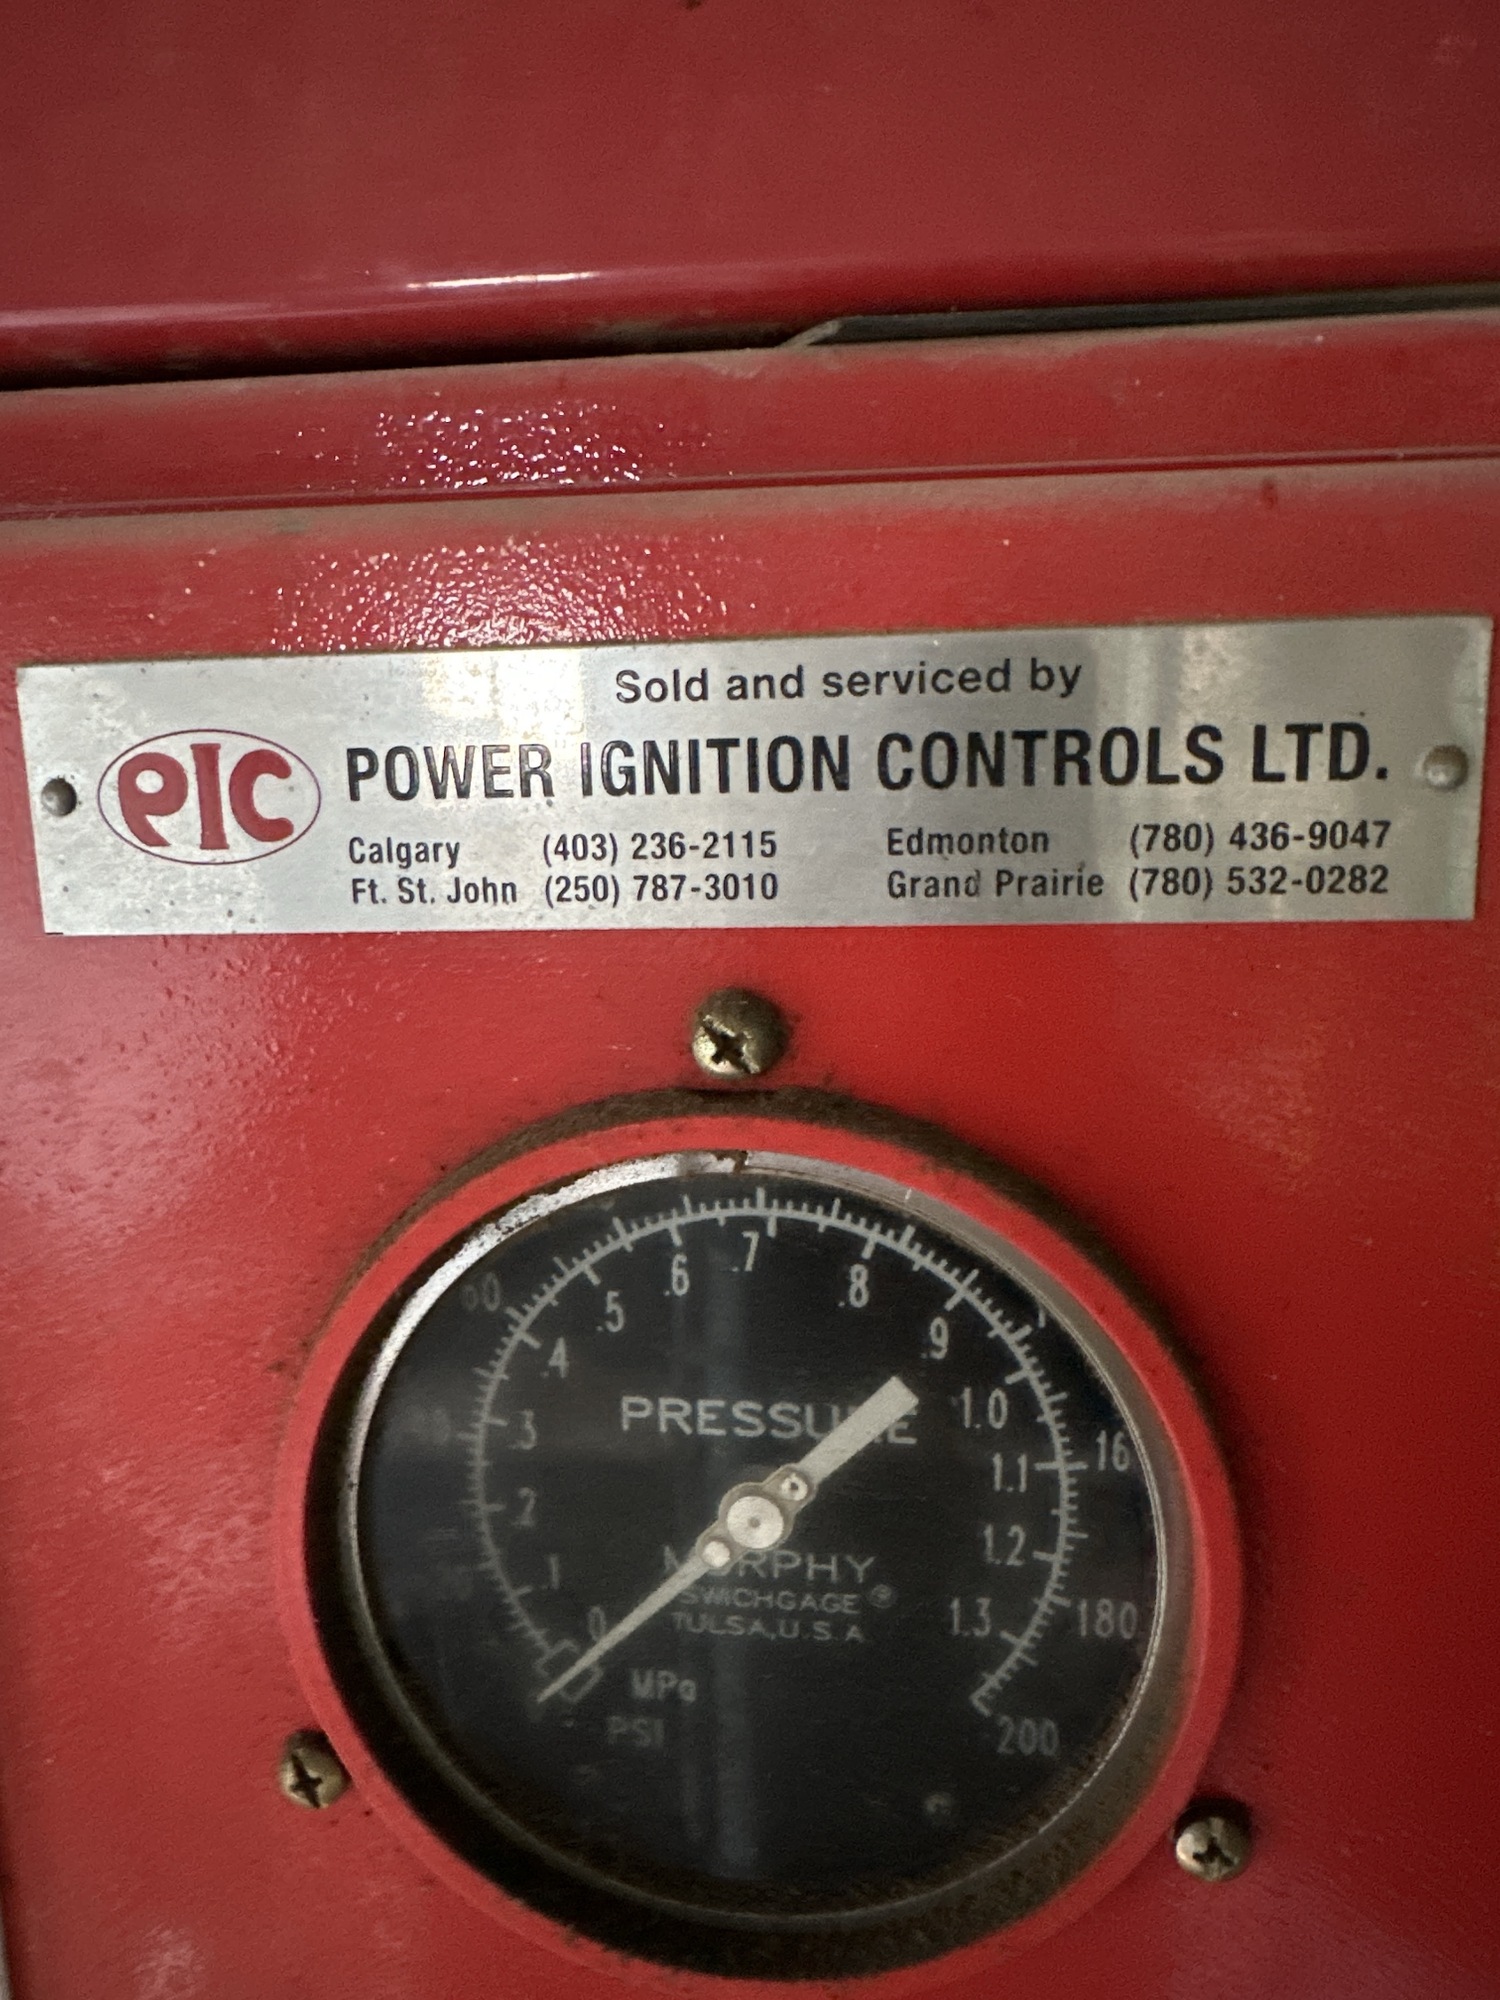 Sold and serviced by
PIC POWER IGNITION CONTROLS LTD.
Calgary (403) 236-2115 Edmonton (780) 436-9047
Ft. St. John (250) 787-3010 Grand Prairie (780) 532-0282
0 .1 .2 .3 .4 .5 .6 .7 .8 .9 1.0 1.1 1.2 1.3
180
200
PRESSURE
MURPHY
SWICHGAGE®
TULSA, U.S.A.
MPa
PSI